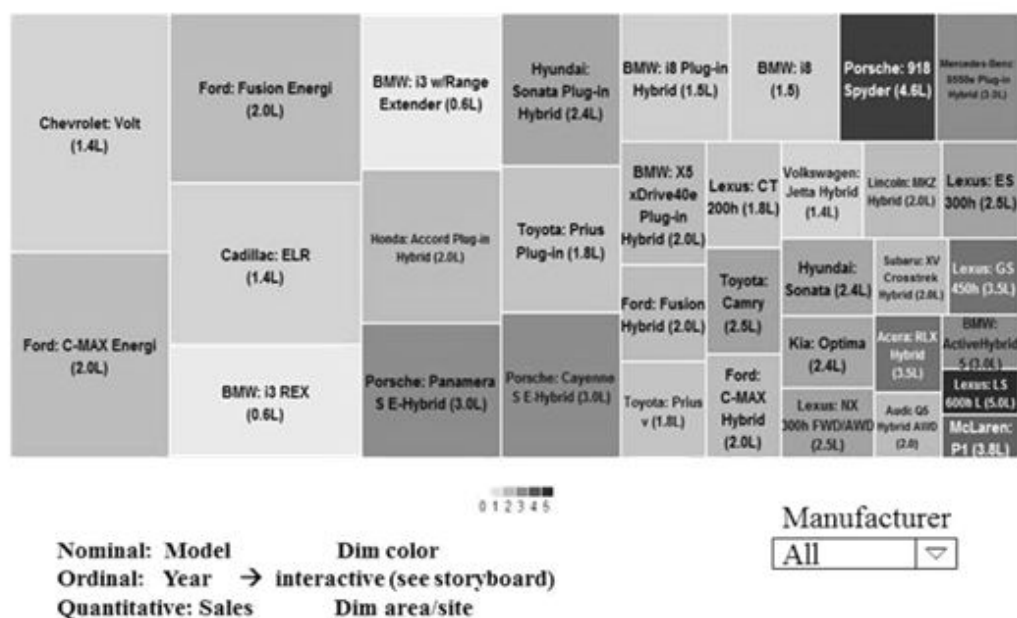 Chevrolet: Volt
(1.4L)
Ford: C-MAX Energi
(2.0L)
Ford: Fusion Energi
(2.0L)
Cadillac: ELR
(1.4L)
BMW: i3 REX
(0.6L)
BMW: i3 w/Range
Extender (0.6L)
Honda: Accord Plug-in
Hybrid (2.0L)
Porsche: Panamera
S E-Hybrid (3.0L)
Hyundai:
Sonata Plug-in
Hybrid (2.4L)
Toyota: Prius
Plug-in (1.8L)
Porsche: Cayenne
S E-Hybrid (3.0L)
BMW: i8 Plug-in
Hybrid (1.5L)
BMW: i8
(1.5)
Porsche: 918
Spyder (4.6L)
Mercedes-Benz:
S550e Plug-in
Hybrid (3.0L)
BMW: X5
xDrive40e
Plug-in
Hybrid (2.0L)
Ford: Fusion
Hybrid (2.0L)
Toyota: Prius
v (1.8L)
Lexus: CT
200h (1.8L)
Toyota:
Camry
(2.5L)
Ford:
C-MAX
Hybrid
(2.0L)
Volkswagen:
Jetta Hybrid
(1.4L)
Lincoln: MKZ
Hybrid (2.0L)
Lexus: ES
300h (2.5L)
Hyundai:
Sonata (2.4L)
Kia: Optima
(2.4L)
Lexus: NX
300h FWD/AWD
(2.5L)
Subaru: XV
Crosstrek
Hybrid (2.0L)
Acura: RLX
Hybrid
(3.5L)
Audi: Q5
Hybrid AWD
(2.0)
Lexus: GS
450h (3.5L)
BMW:
ActiveHybrid
5 (3.0L)
Lexus: LS
600h L (5.0L)
McLaren:
P1 (3.8L)
0 1 2 3 4 5
Manufacturer
All
Nominal: Model Dim color
Ordinal: Year → interactive (see storyboard)
Quantitative: Sales Dim area/site